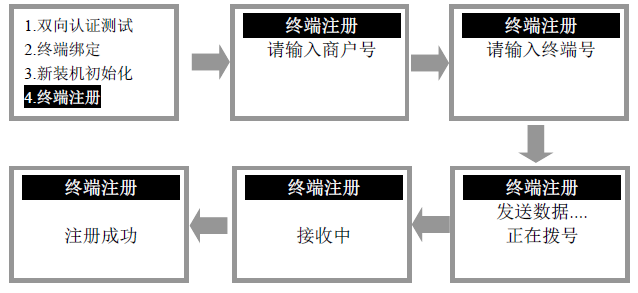 1.双向认证测试
2.终端绑定
3.新装机初始化
4.终端注册
终端注册
请输入商户号
终端注册
请输入终端号
终端注册
发送数据....
正在拨号
终端注册
接收中
终端注册
注册成功